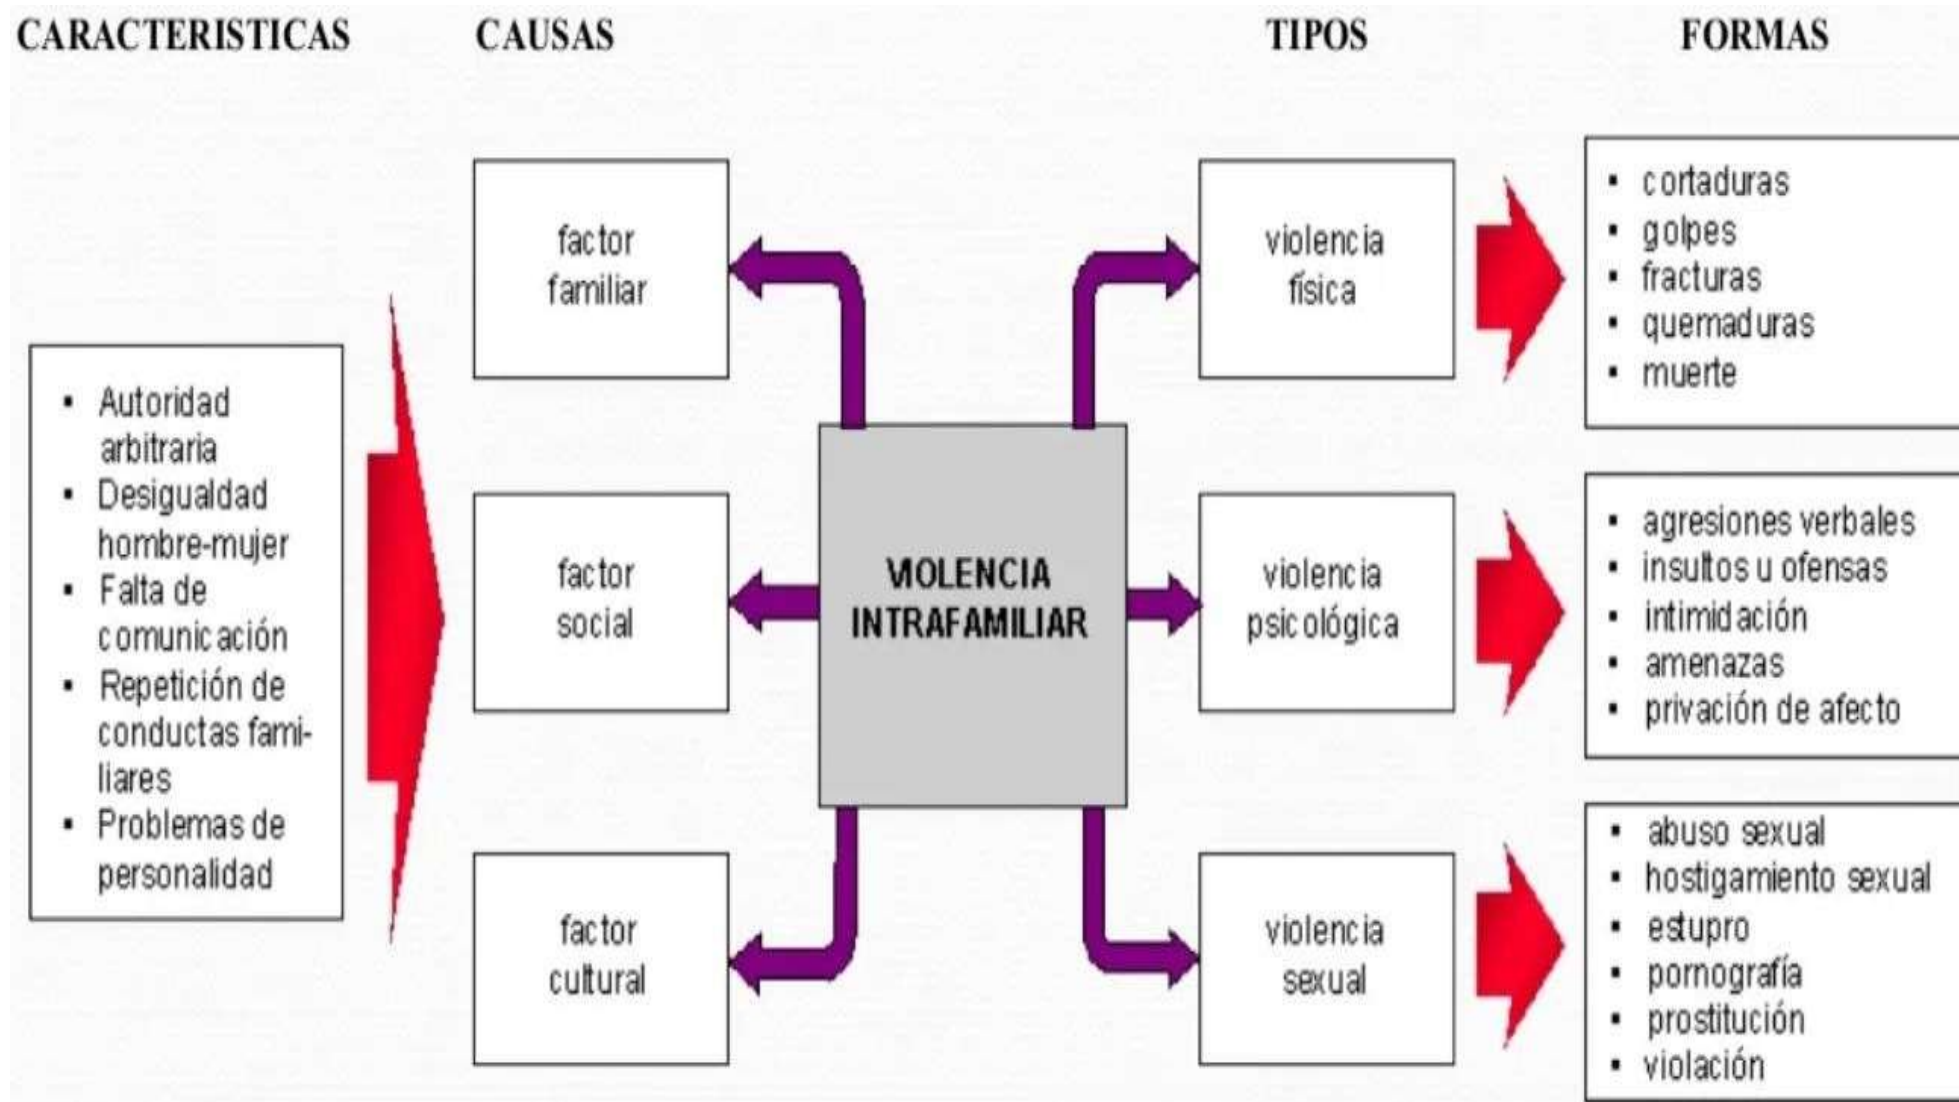 CARACTERISTICAS
CAUSAS
TIPOS
FORMAS
▪ Autoridad
arbitraria
▪ Desigualdad
hombre-mujer
▪ Falta de
comunicación
▪ Repetición de
conductas fami-
liares
▪ Problemas de
personalidad
factor
familiar
factor
social
factor
cultural
VIOLENCIA
INTRAFAMILIAR
violencia
física
violencia
psicológica
violencia
sexual
▪ cortaduras
▪ golpes
▪ fracturas
▪ quemaduras
▪ muerte
▪ agresiones verbales
▪ insultos u ofensas
▪ intimidación
▪ amenazas
▪ privación de afecto
▪ abuso sexual
▪ hostigamiento sexual
▪ estupro
▪ pornografía
▪ prostitución
▪ violación